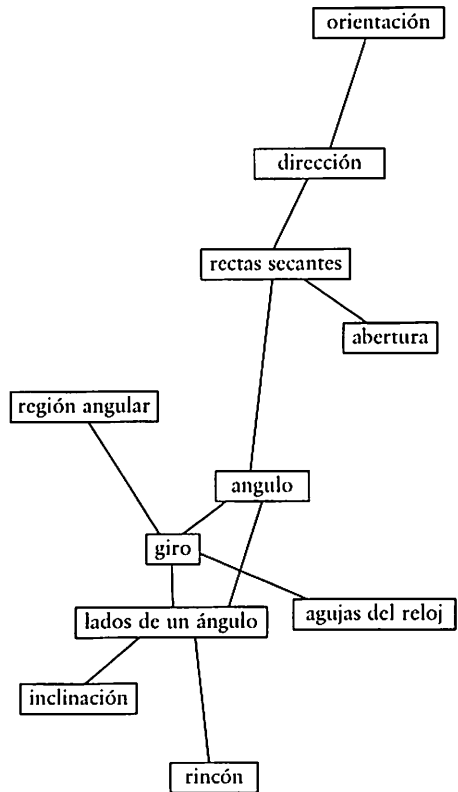 orientación
dirección
rectas secantes
abertura
región angular
angulo
giro
agujas del reloj
lados de un ángulo
inclinación
rincón